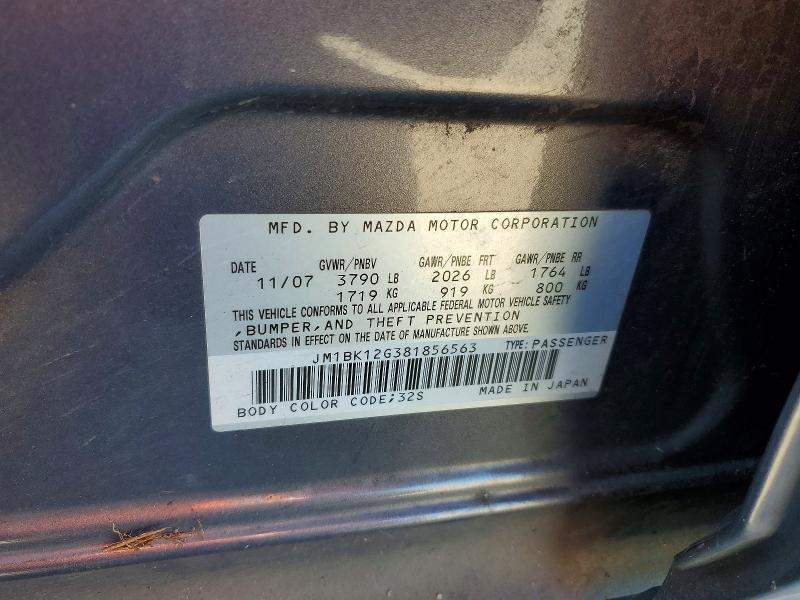 MFD. BY MAZDA MOTOR CORPORATION
DATE GVWR/PNBV GAWR/PNBE FRT GAWR/PNBE RR
11/07 3790 LB 2026 LB 1764 LB
1719 KG 919 KG 800 KG
THIS VEHICLE CONFORMS TO ALL APPLICABLE FEDERAL MOTOR VEHICLE SAFETY
,BUMPER,AND THEFT PREVENTION
STANDARDS IN EFFECT ON THE DATE OF MANUFACTURE SHOWN ABOVE.
JM1BK12G381856563 TYPE:PASSENGER
BODY COLOR CODE;32S MADE IN JAPAN